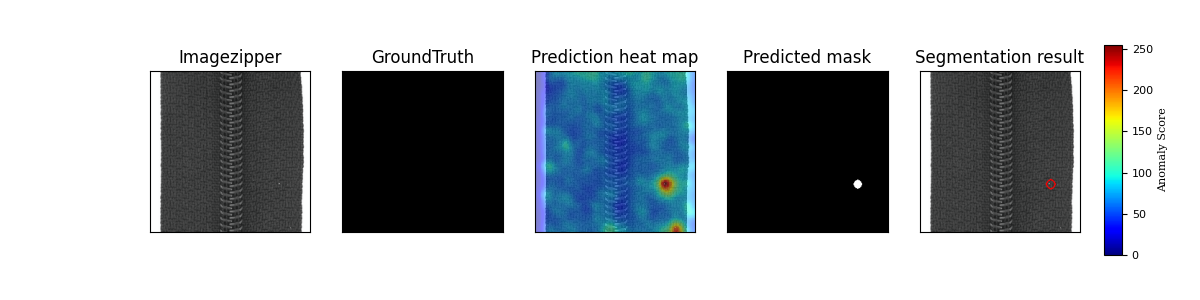 Imagezipper
GroundTruth
Prediction heat map
Predicted mask
Segmentation result
250
200
150
100
50
0
Anomaly Score